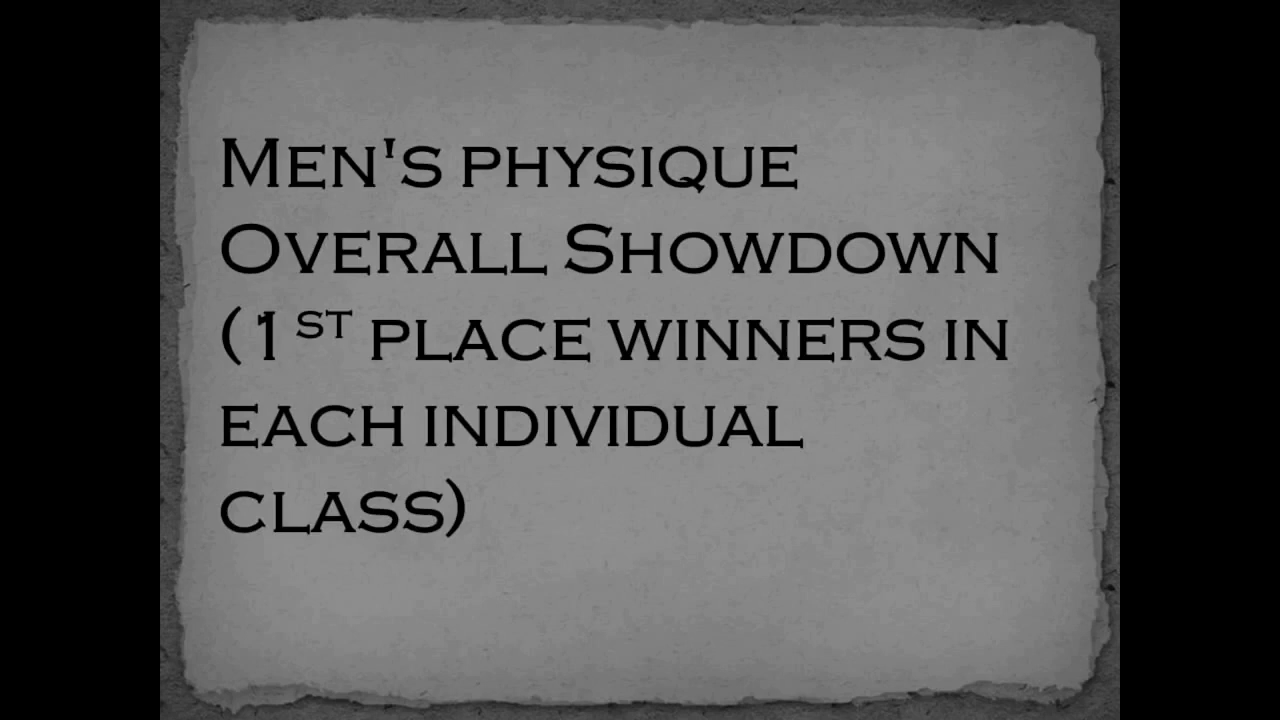 Men's physique
Overall Showdown
(1st place winners in
each individual
class)